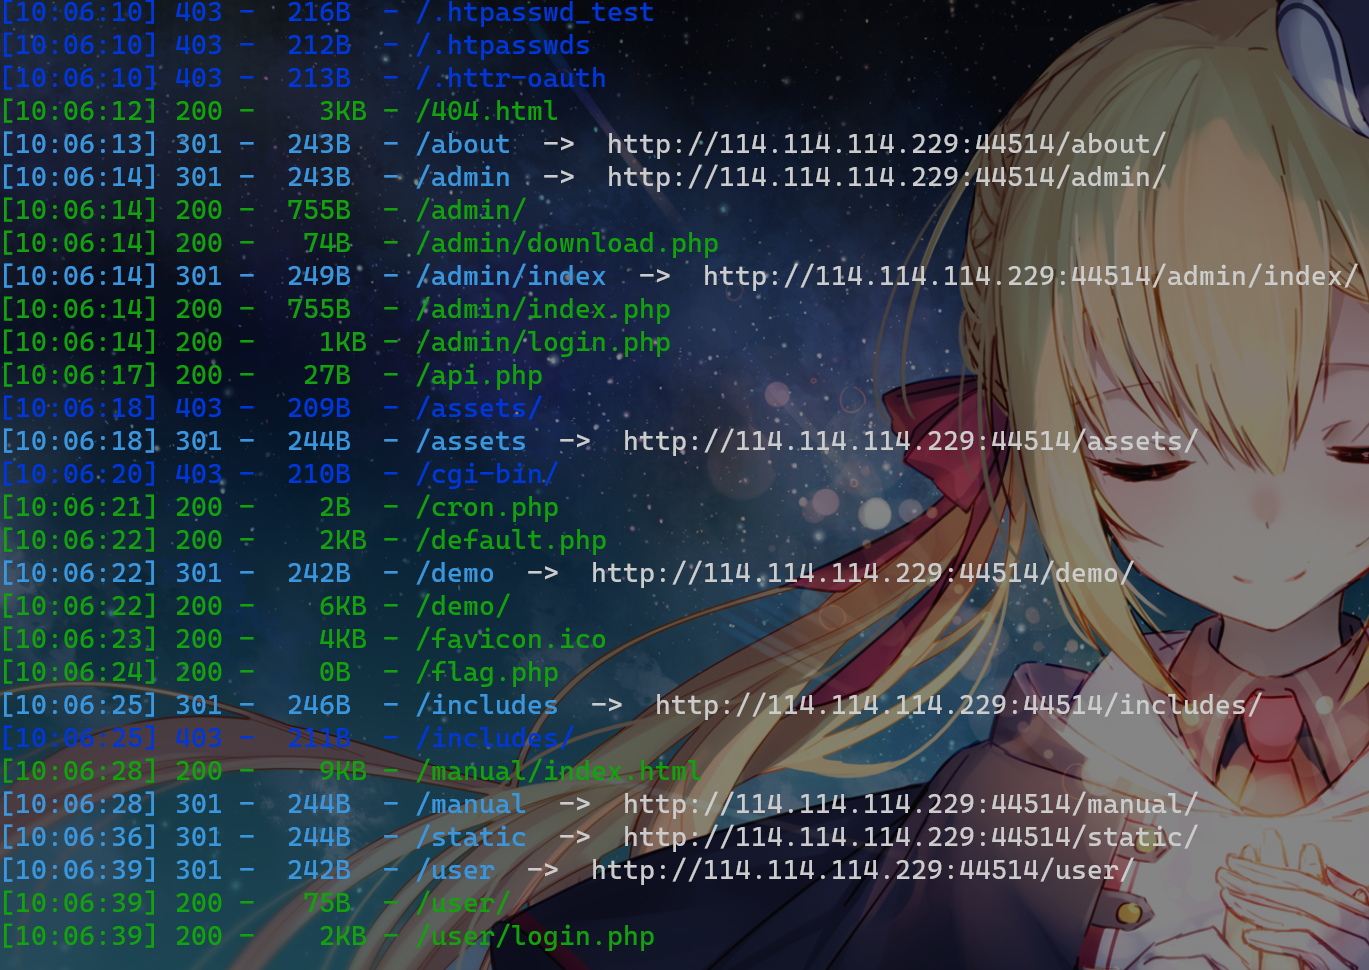 [10:06:10] 403 -   216B  - /.htpasswd_test
[10:06:10] 403 -   212B  - /.htpasswds
[10:06:10] 403 -   213B  - /.httr-oauth
[10:06:12] 200 -     3KB - /404.html
[10:06:13] 301 -   243B  - /about  ->  http://114.114.114.229:44514/about/
[10:06:14] 301 -   243B  - /admin  ->  http://114.114.114.229:44514/admin/
[10:06:14] 200 -   755B  - /admin/
[10:06:14] 200 -    74B  - /admin/download.php
[10:06:14] 301 -   249B  - /admin/index  ->  http://114.114.114.229:44514/admin/index/
[10:06:14] 200 -   755B  - /admin/index.php
[10:06:14] 200 -     1KB - /admin/login.php
[10:06:17] 200 -    27B  - /api.php
[10:06:18] 403 -   209B  - /assets/
[10:06:18] 301 -   244B  - /assets  ->  http://114.114.114.229:44514/assets/
[10:06:20] 403 -   210B  - /cgi-bin/
[10:06:21] 200 -     2B  - /cron.php
[10:06:22] 200 -     2KB - /default.php
[10:06:22] 301 -   242B  - /demo  ->  http://114.114.114.229:44514/demo/
[10:06:22] 200 -     6KB - /demo/
[10:06:23] 200 -     4KB - /favicon.ico
[10:06:24] 200 -     0B  - /flag.php
[10:06:25] 301 -   246B  - /includes  ->  http://114.114.114.229:44514/includes/
[10:06:25] 403 -   211B  - /includes/
[10:06:28] 200 -     9KB - /manual/index.html
[10:06:28] 301 -   244B  - /manual  ->  http://114.114.114.229:44514/manual/
[10:06:36] 301 -   244B  - /static  ->  http://114.114.114.229:44514/static/
[10:06:39] 301 -   242B  - /user  ->  http://114.114.114.229:44514/user/
[10:06:39] 200 -    75B  - /user/
[10:06:39] 200 -     2KB - /user/login.php